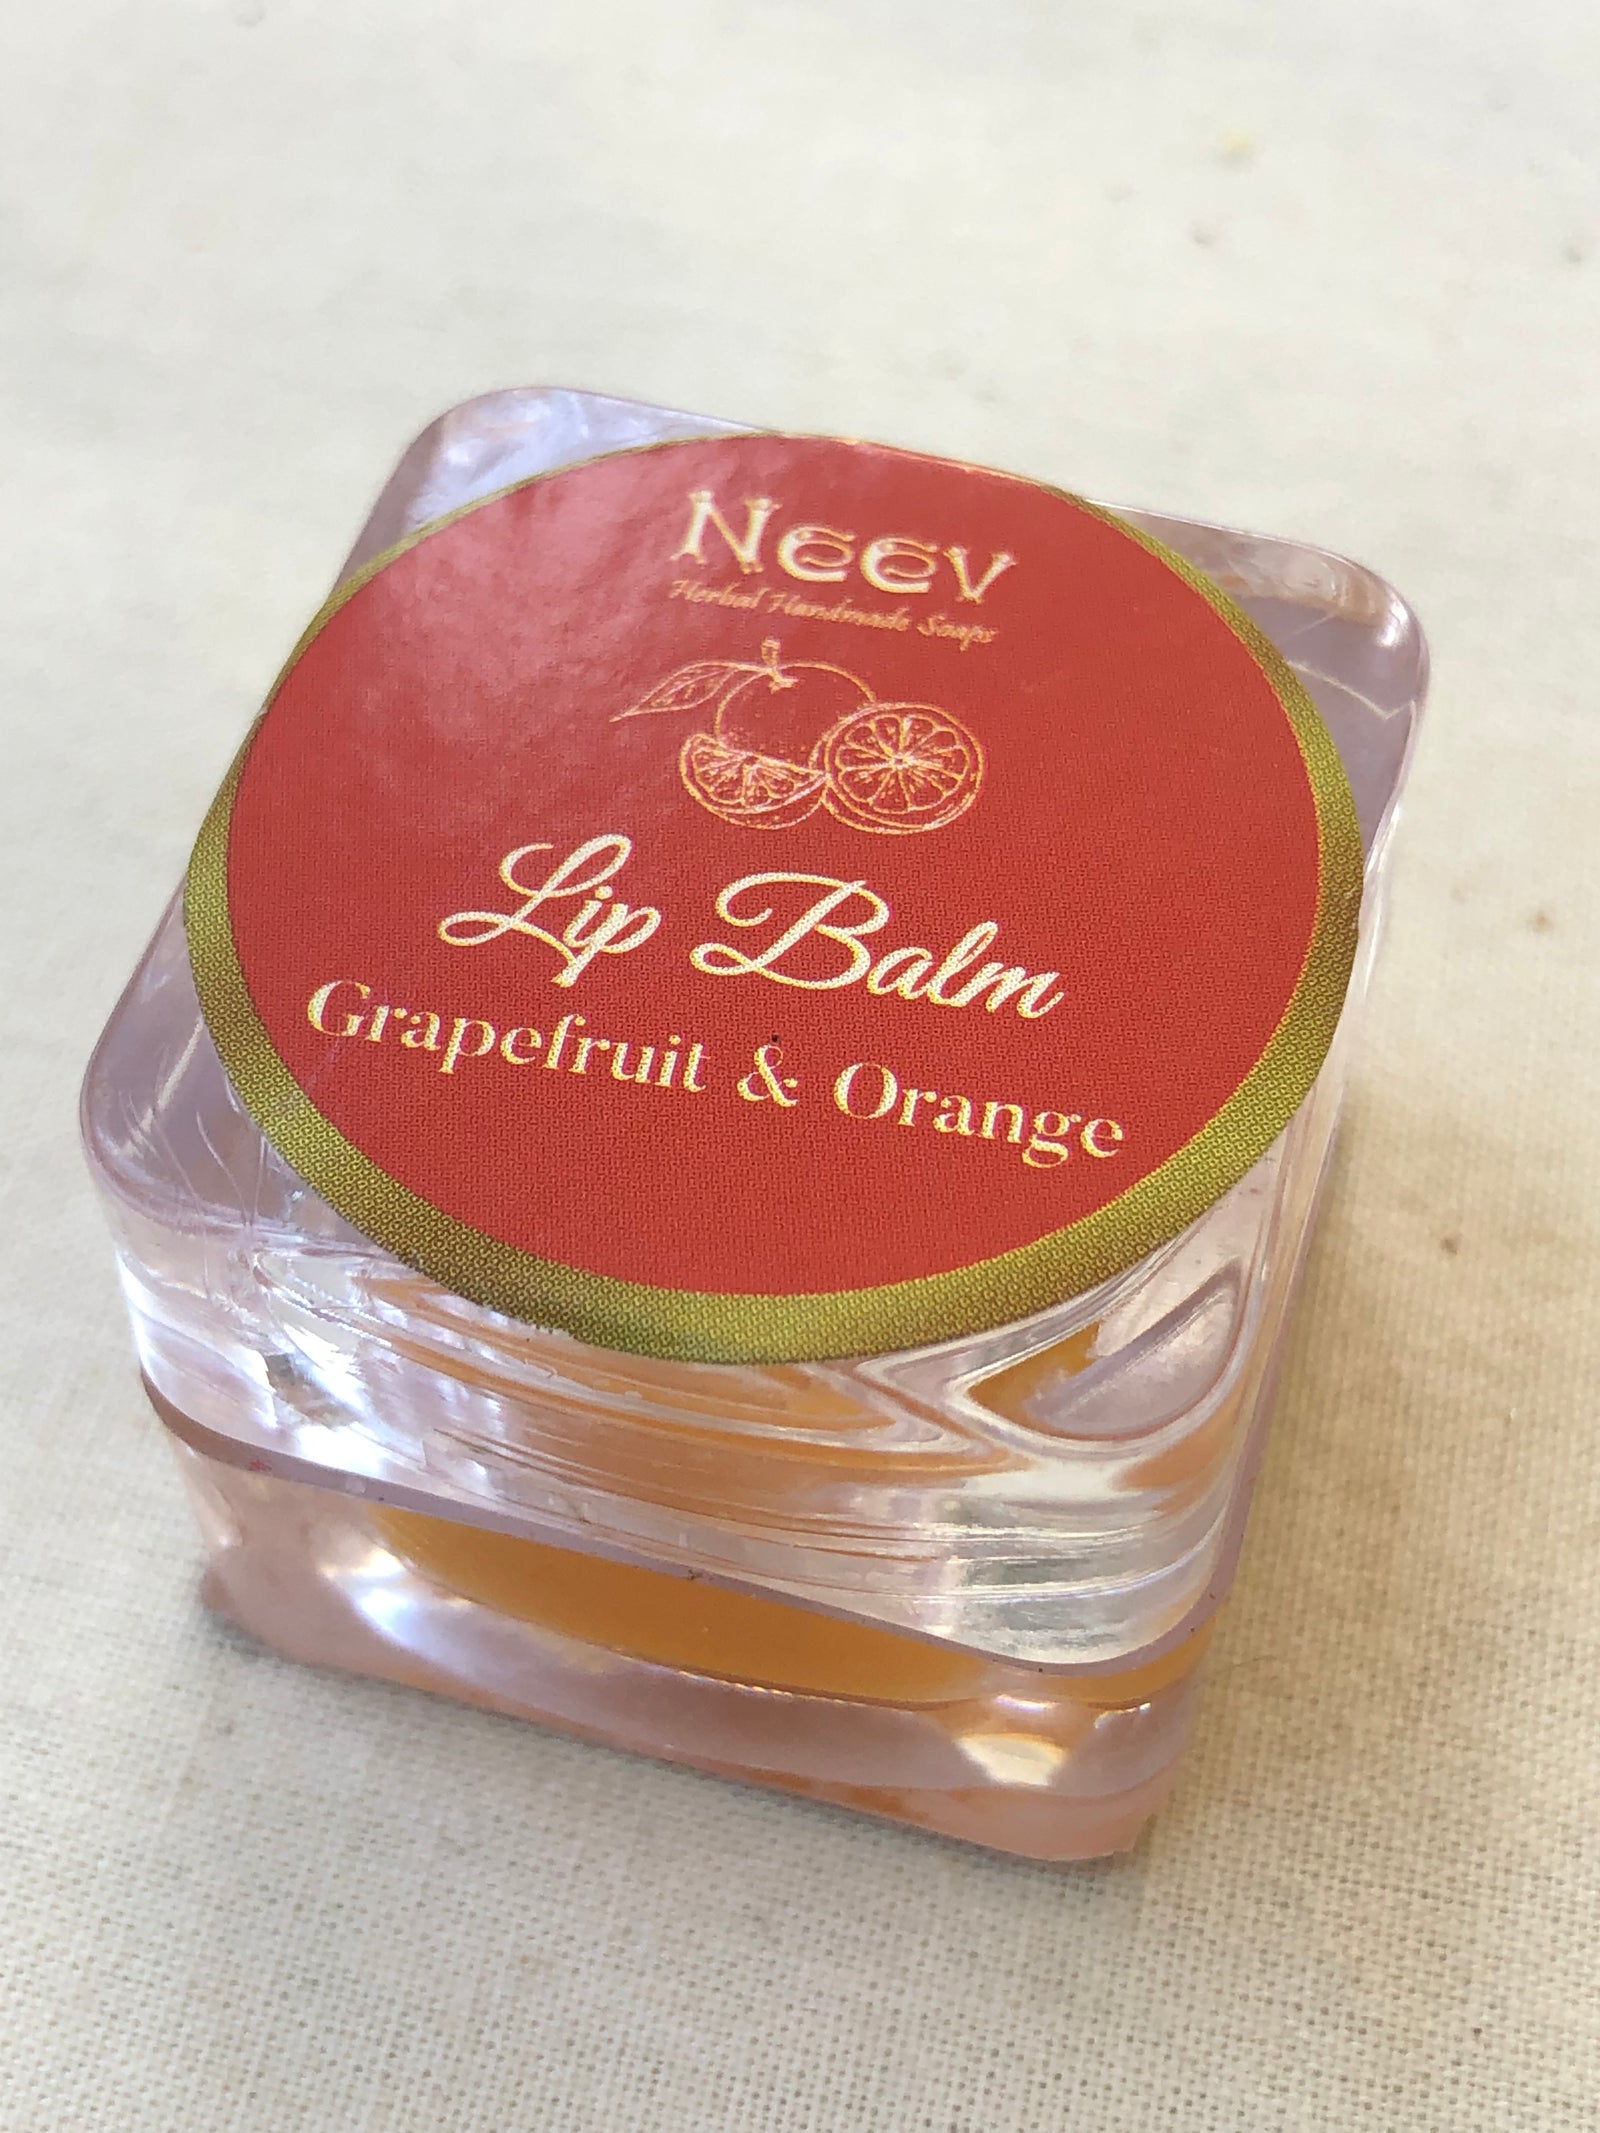 Neev
Herbal Handmade Soaps
Lip Balm
Grapefruit & Orange